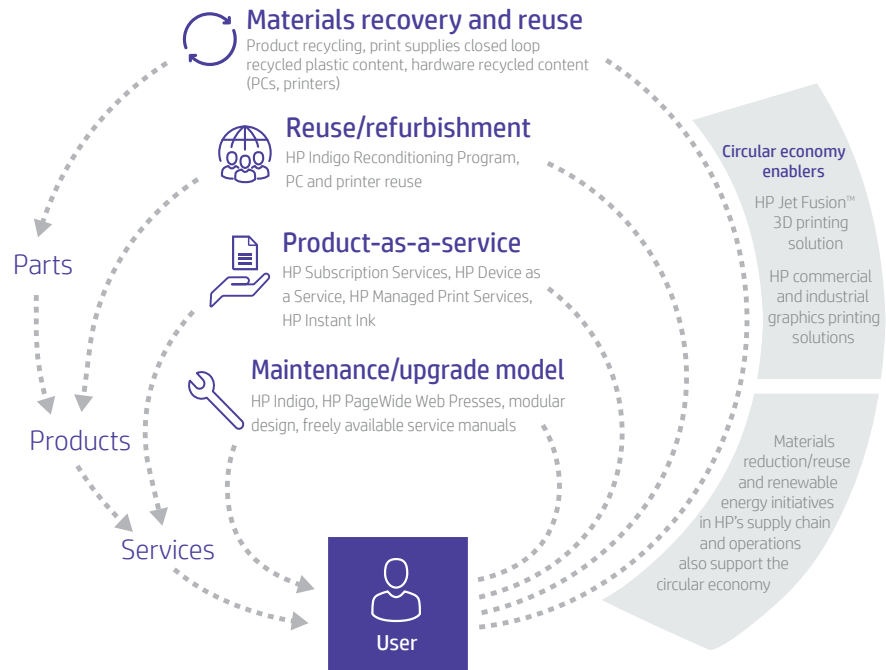 Materials recovery and reuse
Product recycling, print supplies closed loop
recycled plastic content, hardware recycled content
(PCs, printers)
Reuse/refurbishment
HP Indigo Reconditioning Program,
PC and printer reuse
Product-as-a-service
HP Subscription Services, HP Device as
a Service, HP Managed Print Services,
HP Instant Ink
Maintenance/upgrade model
HP Indigo, HP PageWide Web Presses, modular
design, freely available service manuals
Parts
Products
Services
User
Circular economy
enablers
HP Jet Fusion™
3D printing
solution
HP commercial
and industrial
graphics printing
solutions
Materials
reduction/reuse
and renewable
energy initiatives
in HP's supply chain
and operations
also support the
circular economy